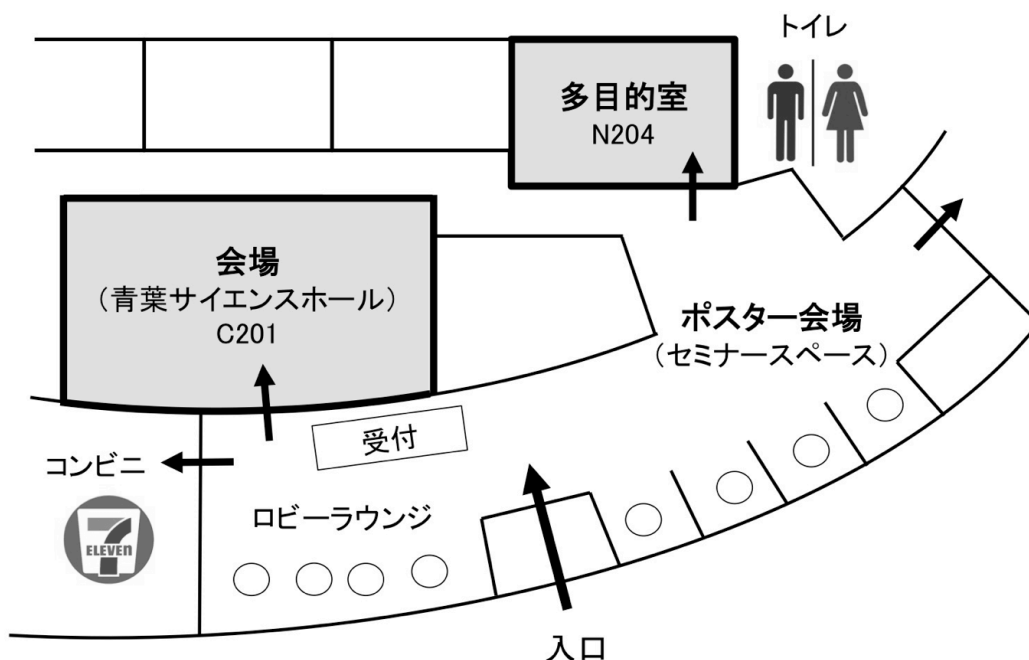 トイレ
多目的室
N204
会場
（青葉サイエンスホール）
C201
ポスター会場
（セミナースペース）
受付
コンビニ
7
ELEVEN
ロビーラウンジ
入口